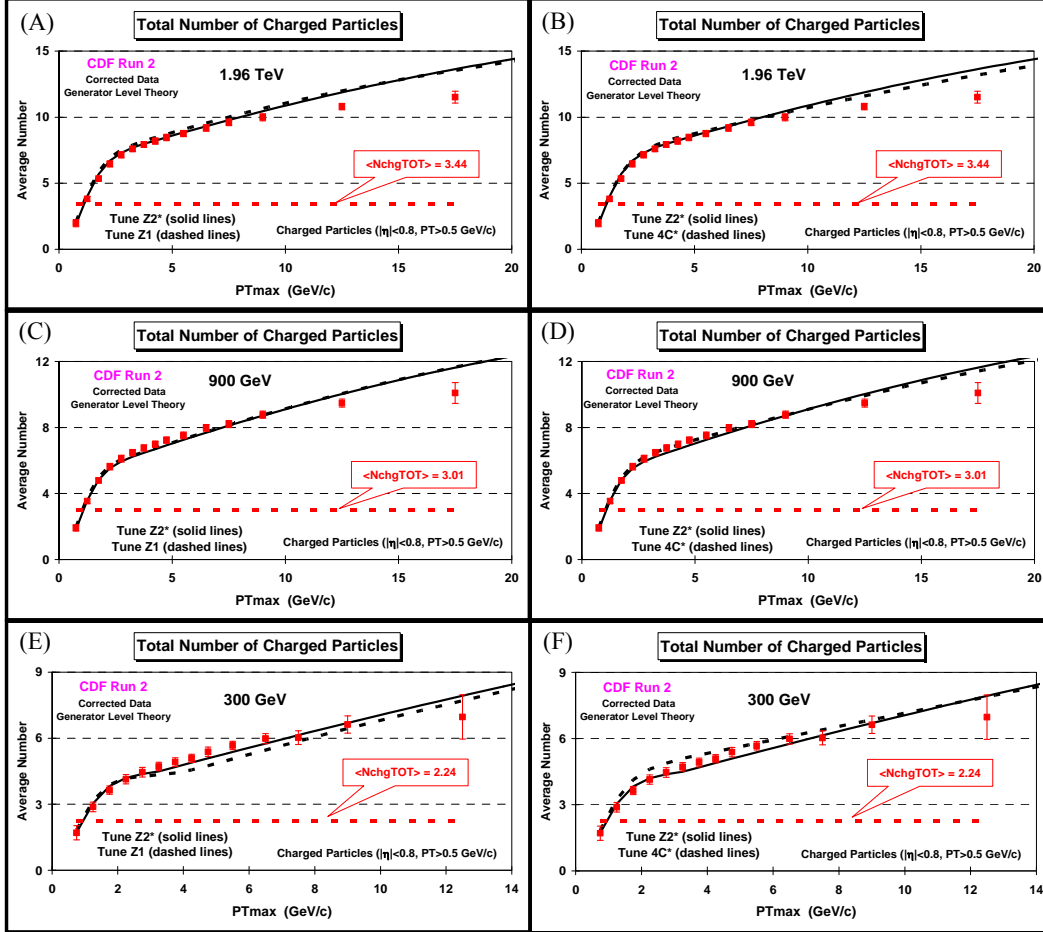 (A)
Total Number of Charged Particles
15
10
5
0
Average Number
CDF Run 2
Corrected Data
Generator Level Theory
1.96 TeV
<NchgTOT> = 3.44
Tune Z2* (solid lines)
Tune Z1 (dashed lines)
Charged Particles (|η|<0.8, PT>0.5 GeV/c)
0 5 10 15 20
PTmax (GeV/c)
(B)
Total Number of Charged Particles
15
10
5
0
Average Number
CDF Run 2
Corrected Data
Generator Level Theory
1.96 TeV
<NchgTOT> = 3.44
Tune Z2* (solid lines)
Tune 4C* (dashed lines)
Charged Particles (|η|<0.8, PT>0.5 GeV/c)
0 5 10 15 20
PTmax (GeV/c)
(C)
Total Number of Charged Particles
12
8
4
0
Average Number
CDF Run 2
Corrected Data
Generator Level Theory
900 GeV
<NchgTOT> = 3.01
Tune Z2* (solid lines)
Tune Z1 (dashed lines)
Charged Particles (|η|<0.8, PT>0.5 GeV/c)
0 5 10 15 20
PTmax (GeV/c)
(D)
Total Number of Charged Particles
12
8
4
0
Average Number
CDF Run 2
Corrected Data
Generator Level Theory
900 GeV
<NchgTOT> = 3.01
Tune Z2* (solid lines)
Tune 4C* (dashed lines)
Charged Particles (|η|<0.8, PT>0.5 GeV/c)
0 5 10 15 20
PTmax (GeV/c)
(E)
Total Number of Charged Particles
9
6
3
0
Average Number
CDF Run 2
Corrected Data
Generator Level Theory
300 GeV
<NchgTOT> = 2.24
Tune Z2* (solid lines)
Tune Z1 (dashed lines)
Charged Particles (|η|<0.8, PT>0.5 GeV/c)
0 2 4 6 8 10 12 14
PTmax (GeV/c)
(F)
Total Number of Charged Particles
9
6
3
0
Average Number
CDF Run 2
Corrected Data
Generator Level Theory
300 GeV
<NchgTOT> = 2.24
Tune Z2* (solid lines)
Tune 4C* (dashed lines)
Charged Particles (|η|<0.8, PT>0.5 GeV/c)
0 2 4 6 8 10 12 14
PTmax (GeV/c)